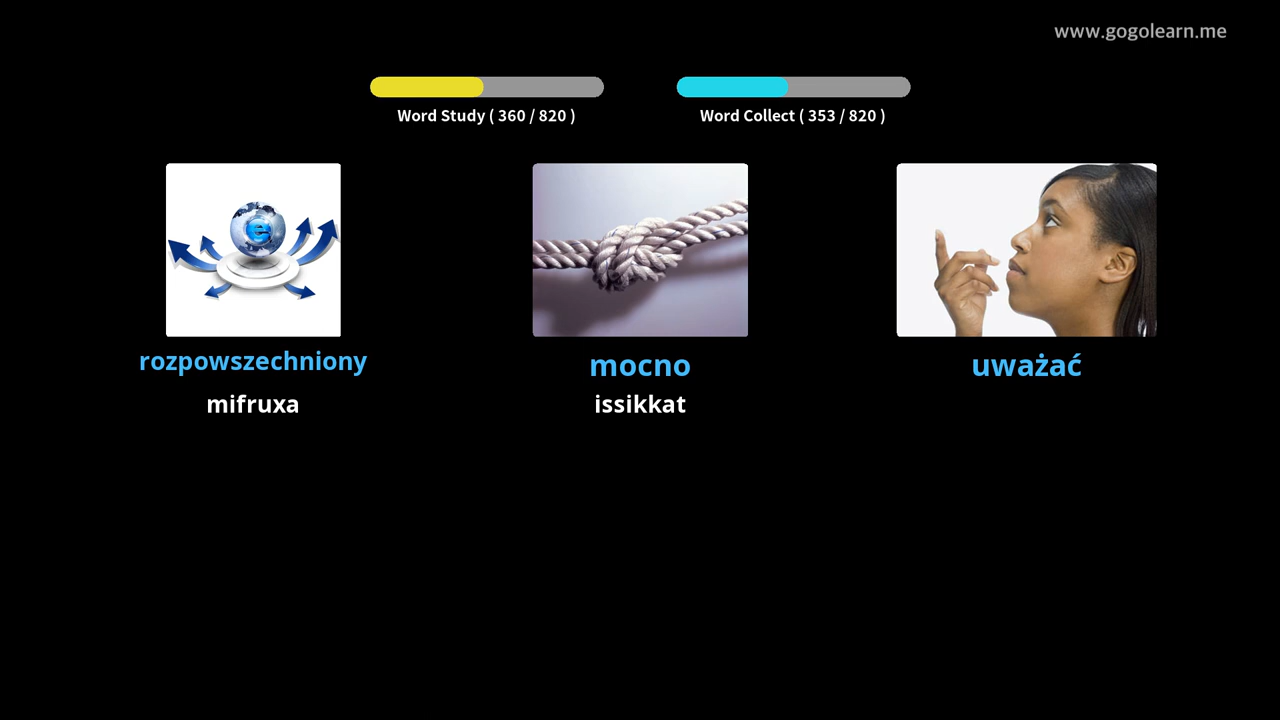 www.gogolearn.me
Word Study ( 360 / 820 )
Word Collect ( 353 / 820 )
e
rozpowszechniony
mocno
uważać
mifruxa
issikkat